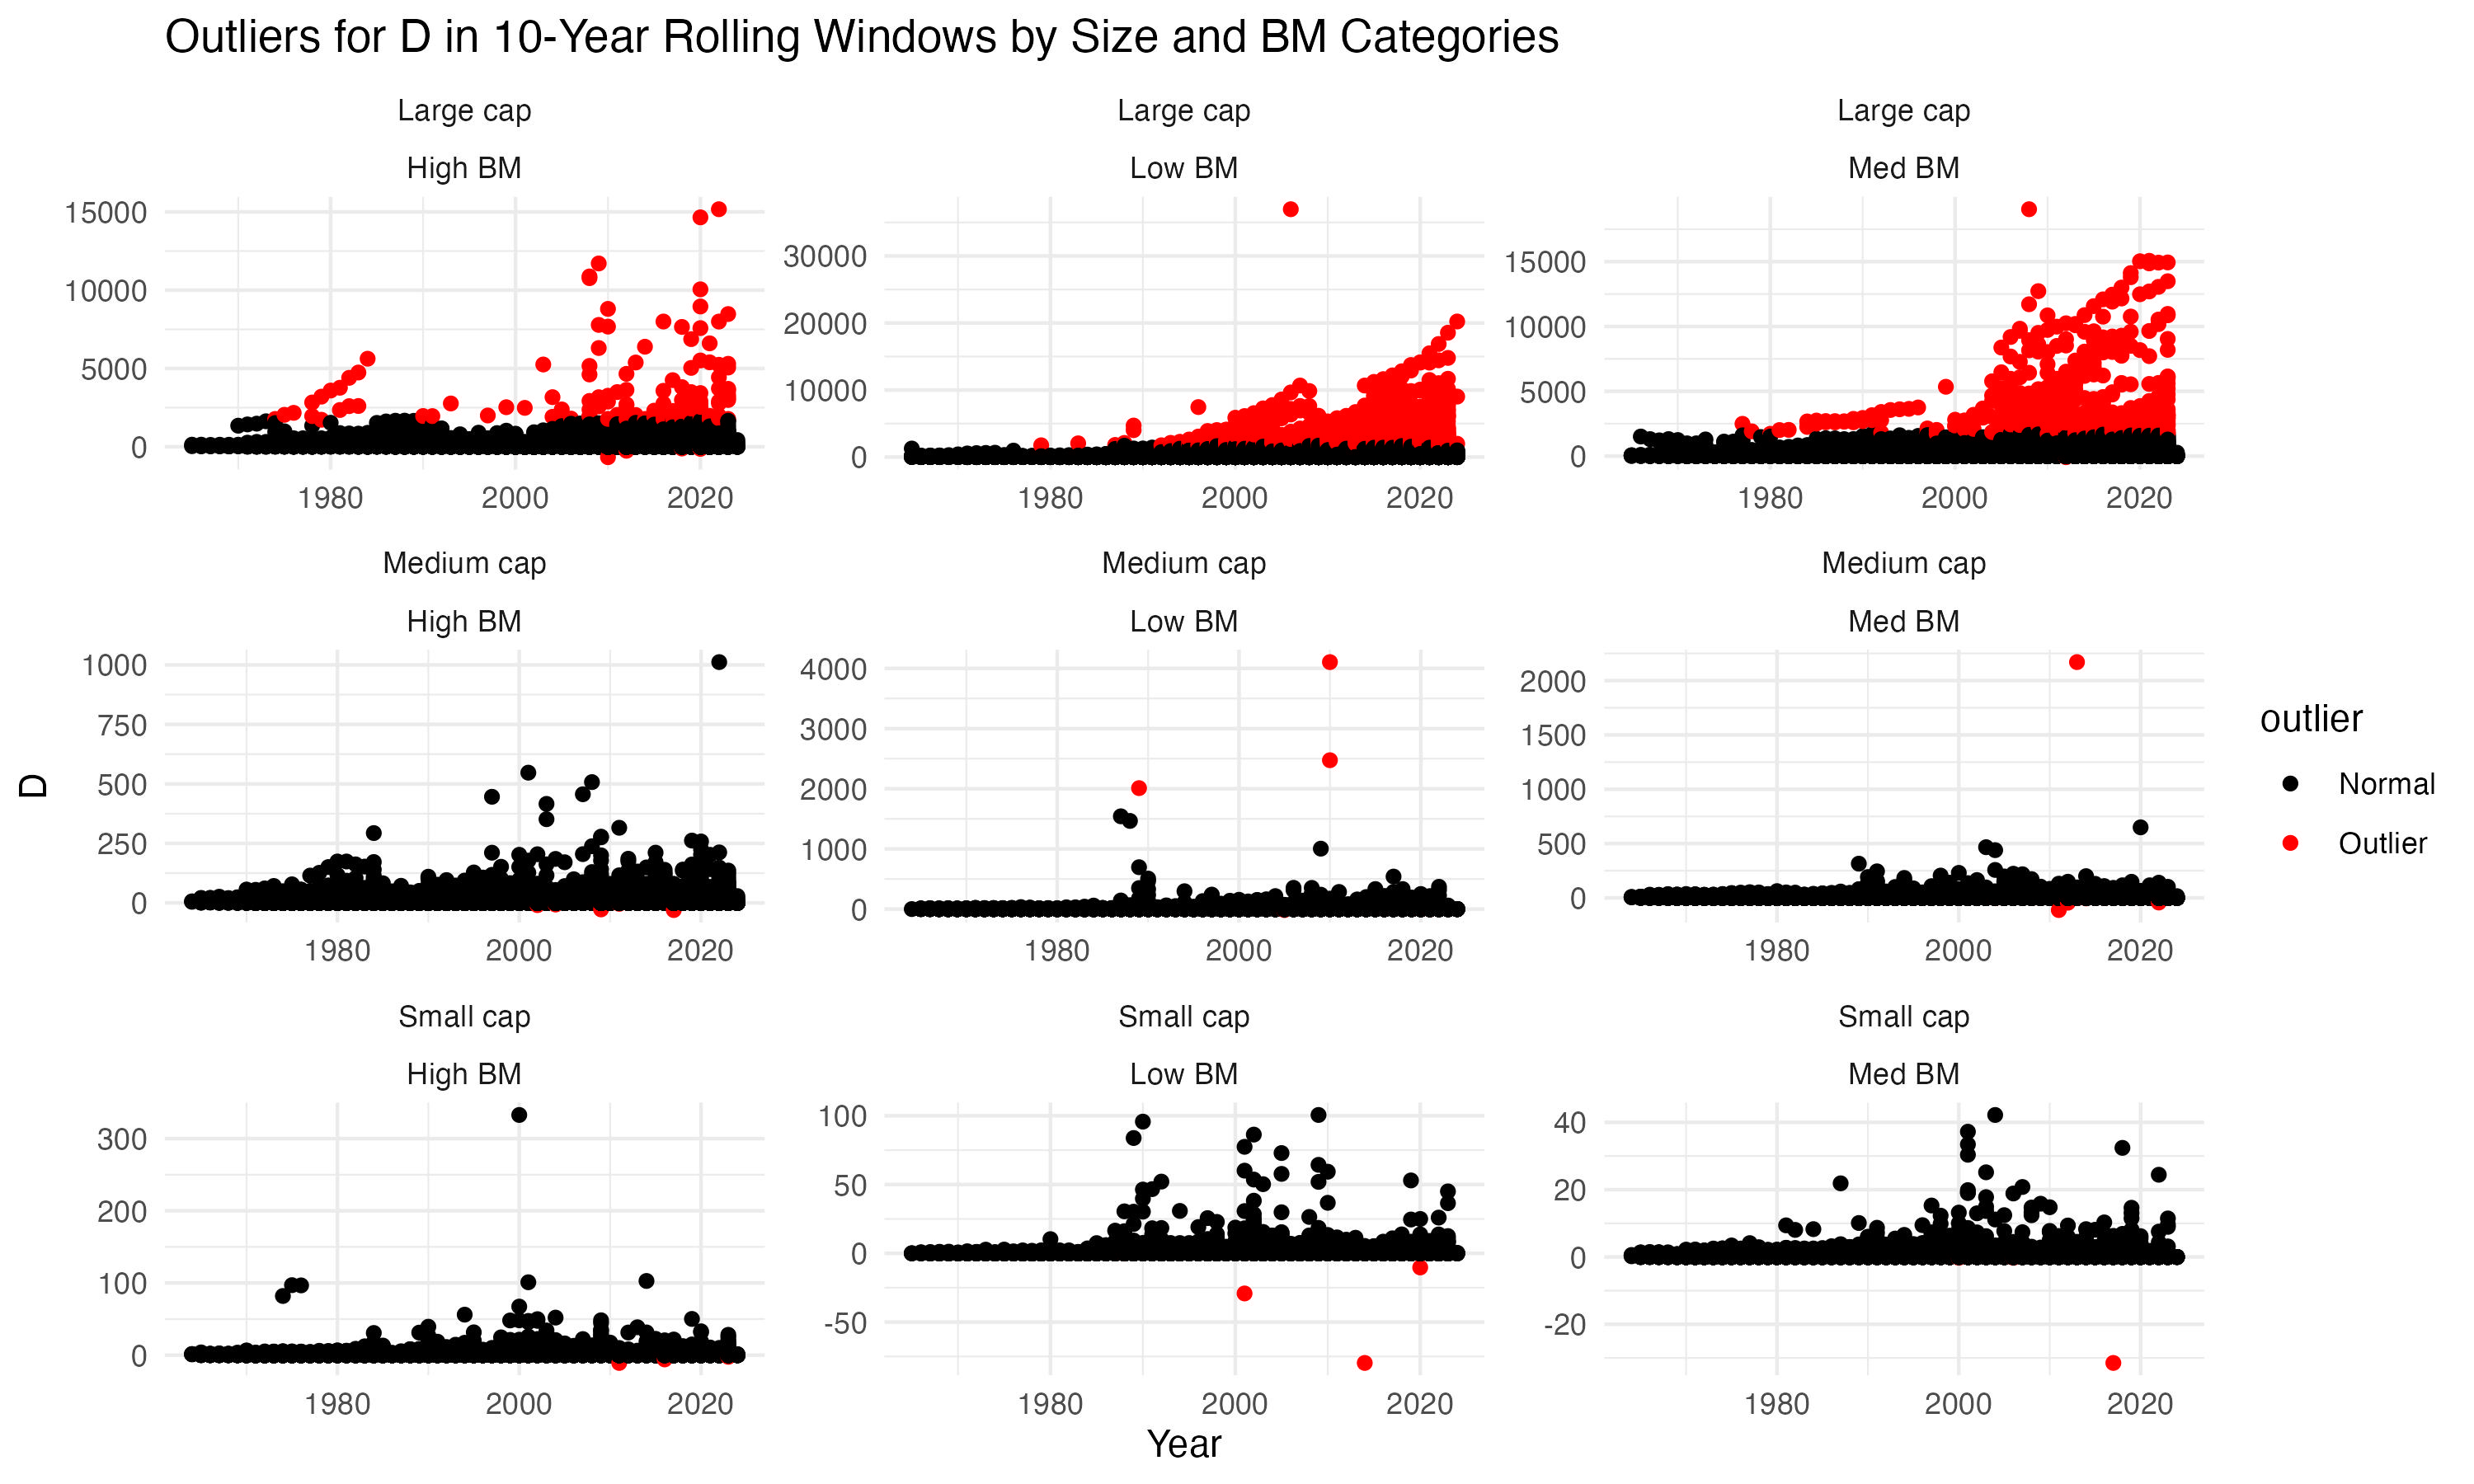 Outliers for D in 10-Year Rolling Windows by Size and BM Categories
Large cap
High BM
15000
10000
5000
0
1980 2000 2020
Large cap
Low BM
30000
20000
10000
0
1980 2000 2020
Large cap
Med BM
15000
10000
5000
0
1980 2000 2020
D
Medium cap
High BM
1000
750
500
250
0
1980 2000 2020
Medium cap
Low BM
4000
3000
2000
1000
0
1980 2000 2020
Medium cap
Med BM
2000
1500
1000
500
0
1980 2000 2020
Small cap
High BM
300
200
100
0
1980 2000 2020
Small cap
Low BM
100
50
0
-50
1980 2000 2020
Small cap
Med BM
40
20
0
-20
1980 2000 2020
Year
outlier
Normal
Outlier